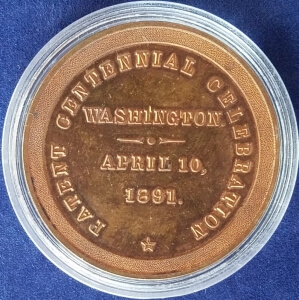 PATENT CENTENNIAL CELEBRATION
WASHINGTON
APRIL 10,
1891.